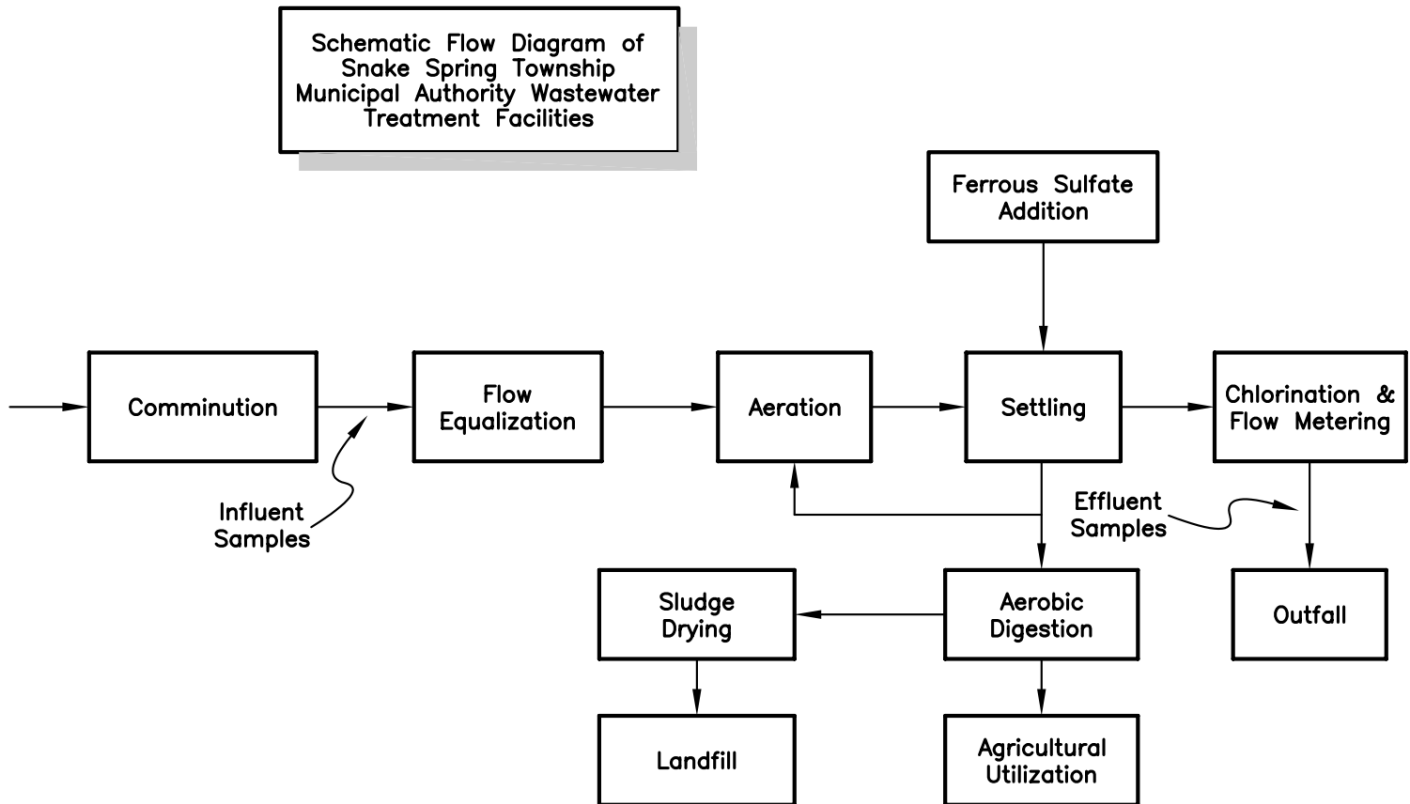 Schematic Flow Diagram of
Snake Spring Township
Municipal Authority Wastewater
Treatment Facilities
Ferrous Sulfate
Addition
Comminution
Flow
Equalization
Aeration
Settling
Chlorination &
Flow Metering
Influent
Samples
Effluent
Samples
Sludge
Drying
Aerobic
Digestion
Outfall
Landfill
Agricultural
Utilization